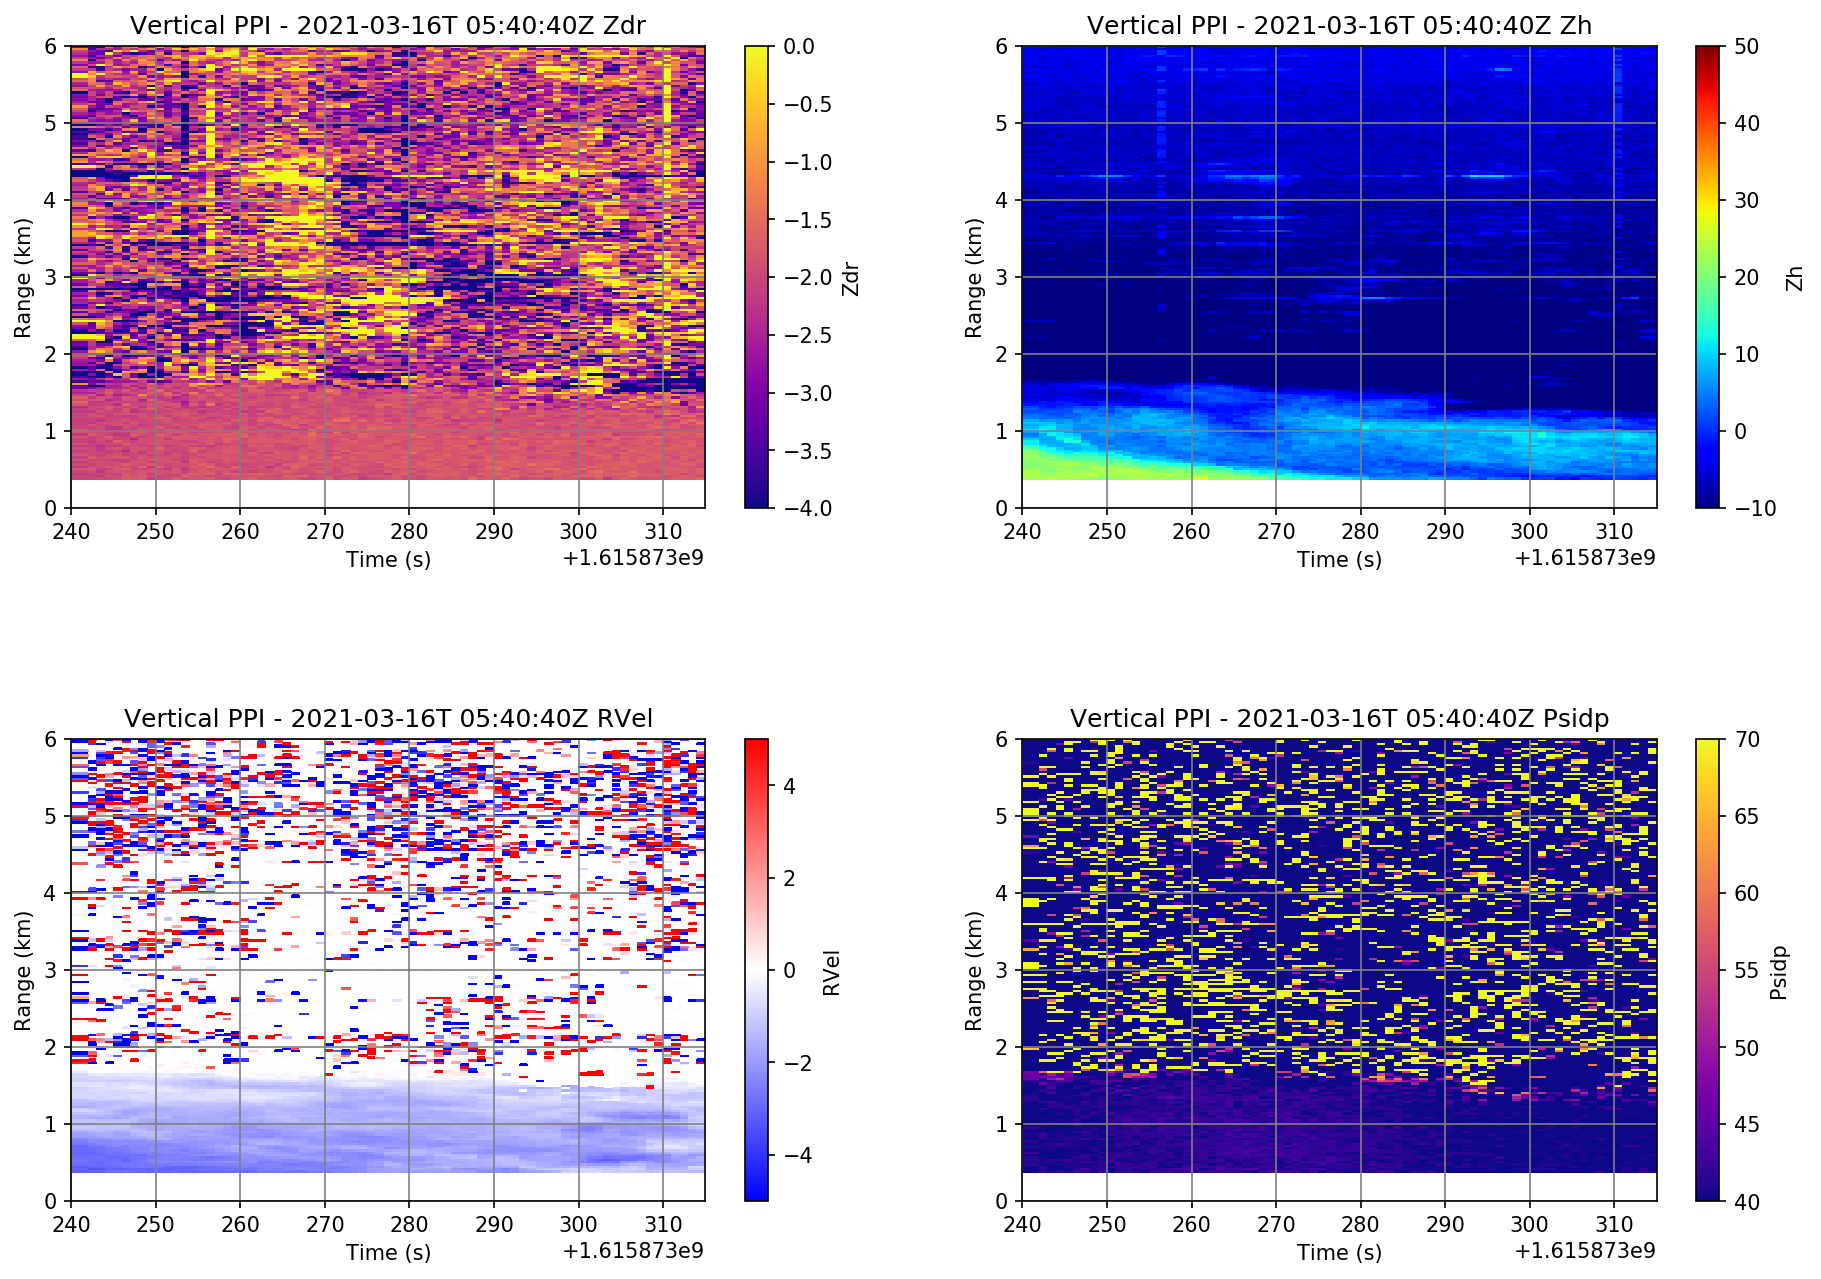 Vertical PPI - 2021-03-16T 05:40:40Z Zdr
6
5
4
3
2
1
0
Range (km)
240 250 260 270 280 290 300 310
Time (s)
+1.615873e9
0.0
−0.5
−1.0
−1.5
−2.0
−2.5
−3.0
−3.5
−4.0
Zdr
Vertical PPI - 2021-03-16T 05:40:40Z Zh
6
5
4
3
2
1
0
Range (km)
240 250 260 270 280 290 300 310
Time (s)
+1.615873e9
50
40
30
20
10
0
−10
Zh
Vertical PPI - 2021-03-16T 05:40:40Z RVel
6
5
4
3
2
1
0
Range (km)
240 250 260 270 280 290 300 310
Time (s)
+1.615873e9
4
2
0
−2
−4
RVel
Vertical PPI - 2021-03-16T 05:40:40Z Psidp
6
5
4
3
2
1
0
Range (km)
240 250 260 270 280 290 300 310
Time (s)
+1.615873e9
70
65
60
55
50
45
40
Psidp